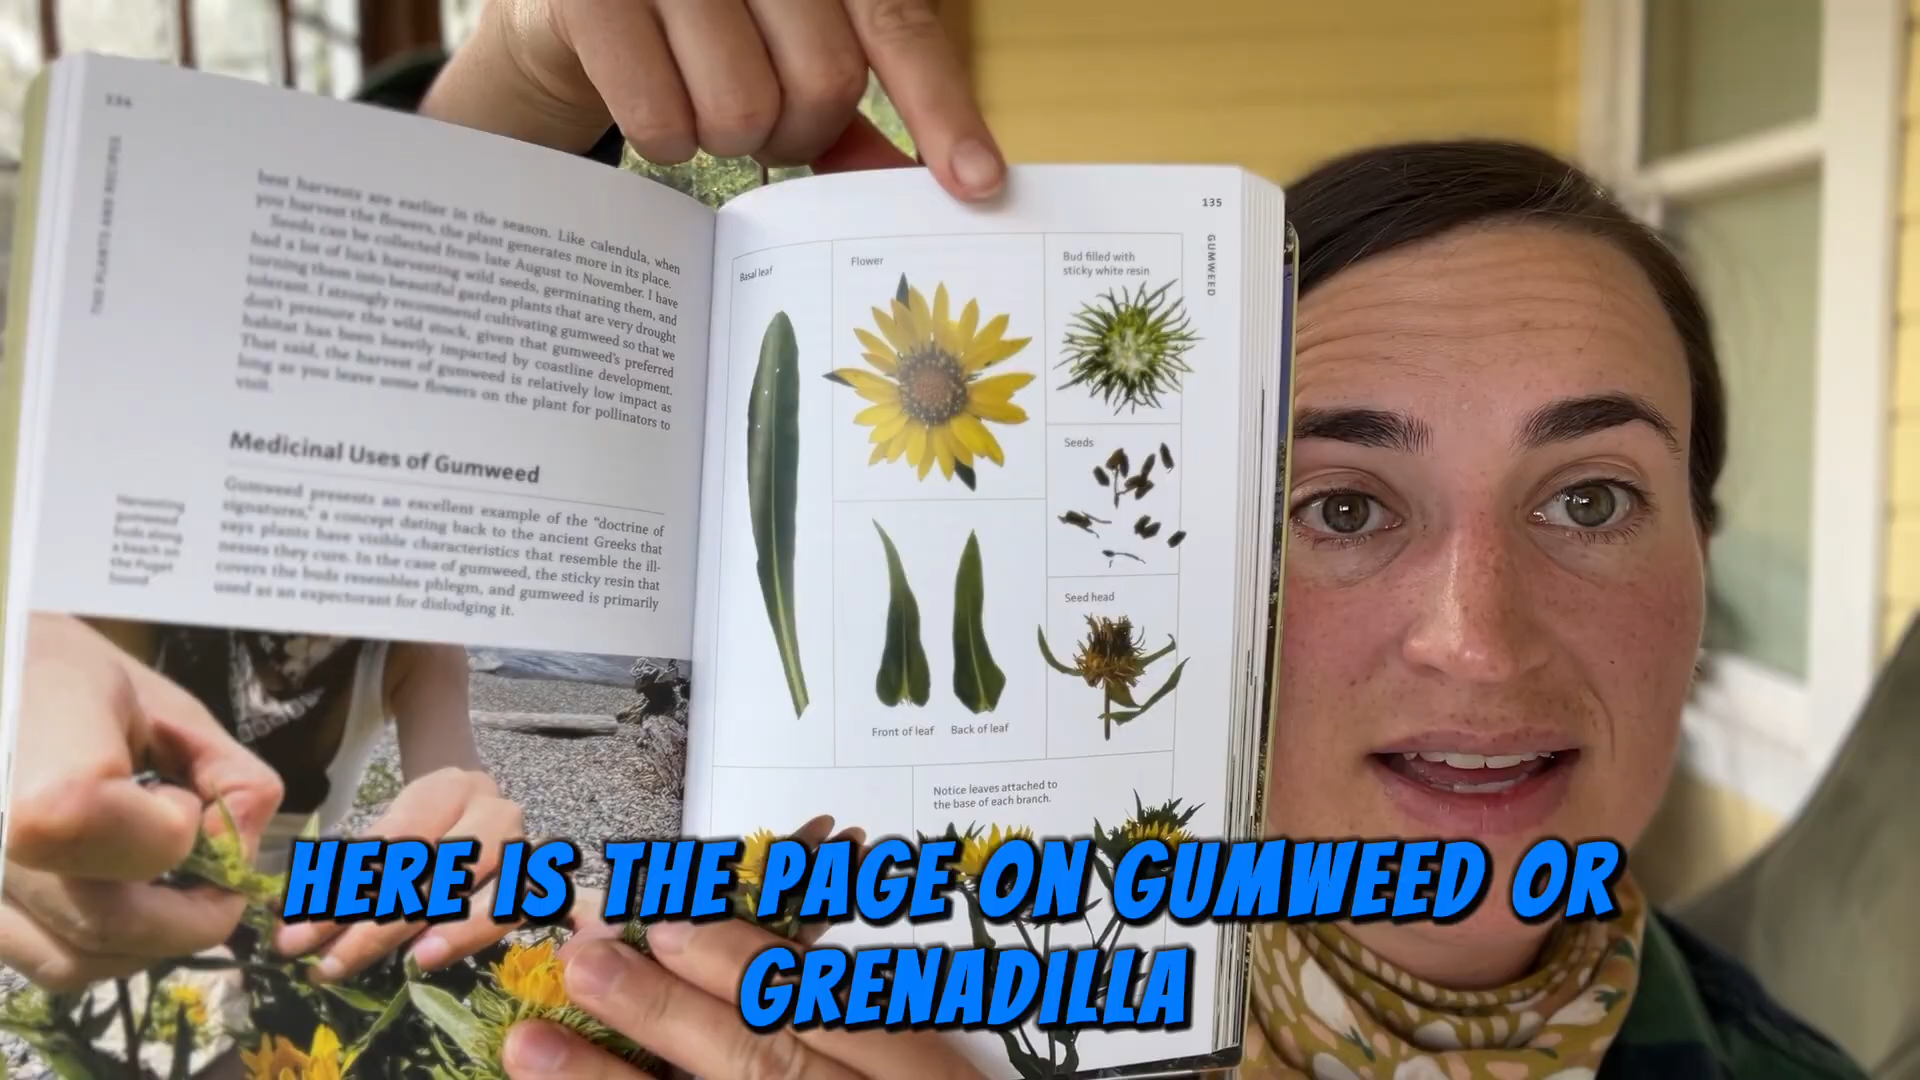 134
THE PLANTS AND RECIPES
best harvests are earlier in the season. Like calendula, when
you harvest the flowers, the plant generates more in its place.
Seeds can be collected from late August to November. I have
had a lot of luck harvesting wild seeds, germinating them, and
turning them into beautiful garden plants that are very drought
tolerant. I strongly recommend cultivating gumweed so that we
don't pressure the wild stock, given that gumweed's preferred
habitat has been heavily impacted by coastline development.
That said, the harvest of gumweed is relatively low impact as
long as you leave some flowers on the plant for pollinators to
visit.
Medicinal Uses of Gumweed
Gumweed presents an excellent example of the "doctrine of
signatures," a concept dating back to the ancient Greeks that
says plants have visible characteristics that resemble the ill-
nesses they cure. In the case of gumweed, the sticky resin that
covers the buds resembles phlegm, and gumweed is primarily
used as an expectorant for dislodging it.
Harvesting
gumweed
buds along
a beach on
the Puget
Sound
135
GUMWEED
Basal leaf
Flower
Bud filled with
sticky white resin
Seeds
Seed head
Front of leaf
Back of leaf
Notice leaves attached to
the base of each branch.
HERE IS THE PAGE ON GUMWEED OR
GRENADILLA